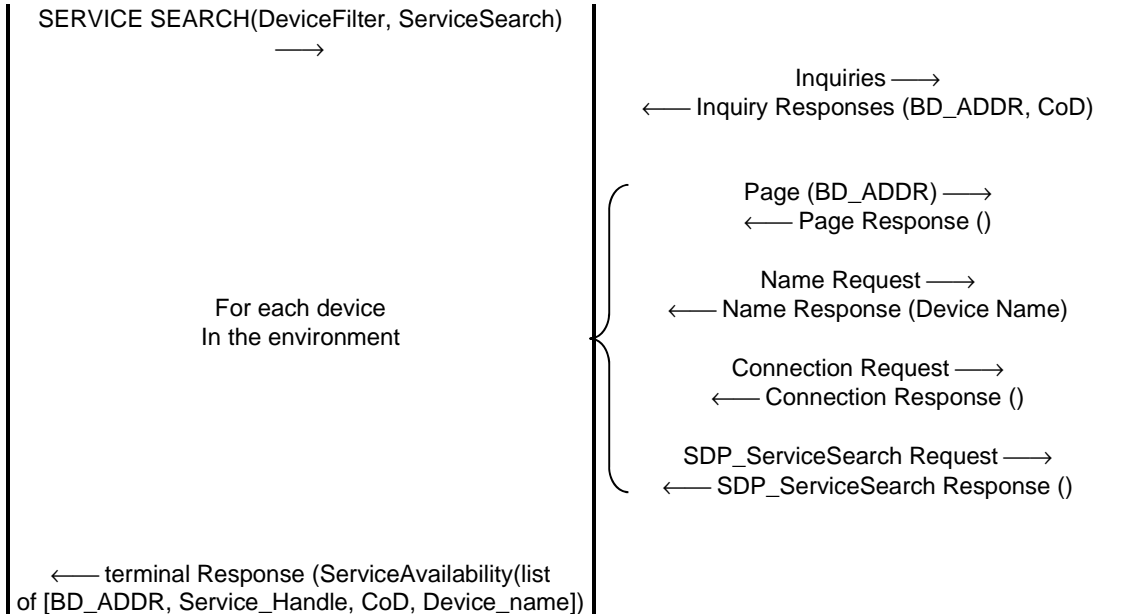 SERVICE SEARCH(DeviceFilter, ServiceSearch)
⟶
Inquiries ⟶
⟵ Inquiry Responses (BD_ADDR, CoD)
Page (BD_ADDR) ⟶
⟵ Page Response ()
Name Request ⟶
⟵ Name Response (Device Name)
For each device
In the environment
Connection Request ⟶
⟵ Connection Response ()
SDP_ServiceSearch Request ⟶
⟵ SDP_ServiceSearch Response ()
⟵ terminal Response (ServiceAvailability(list
of [BD_ADDR, Service_Handle, CoD, Device_name])